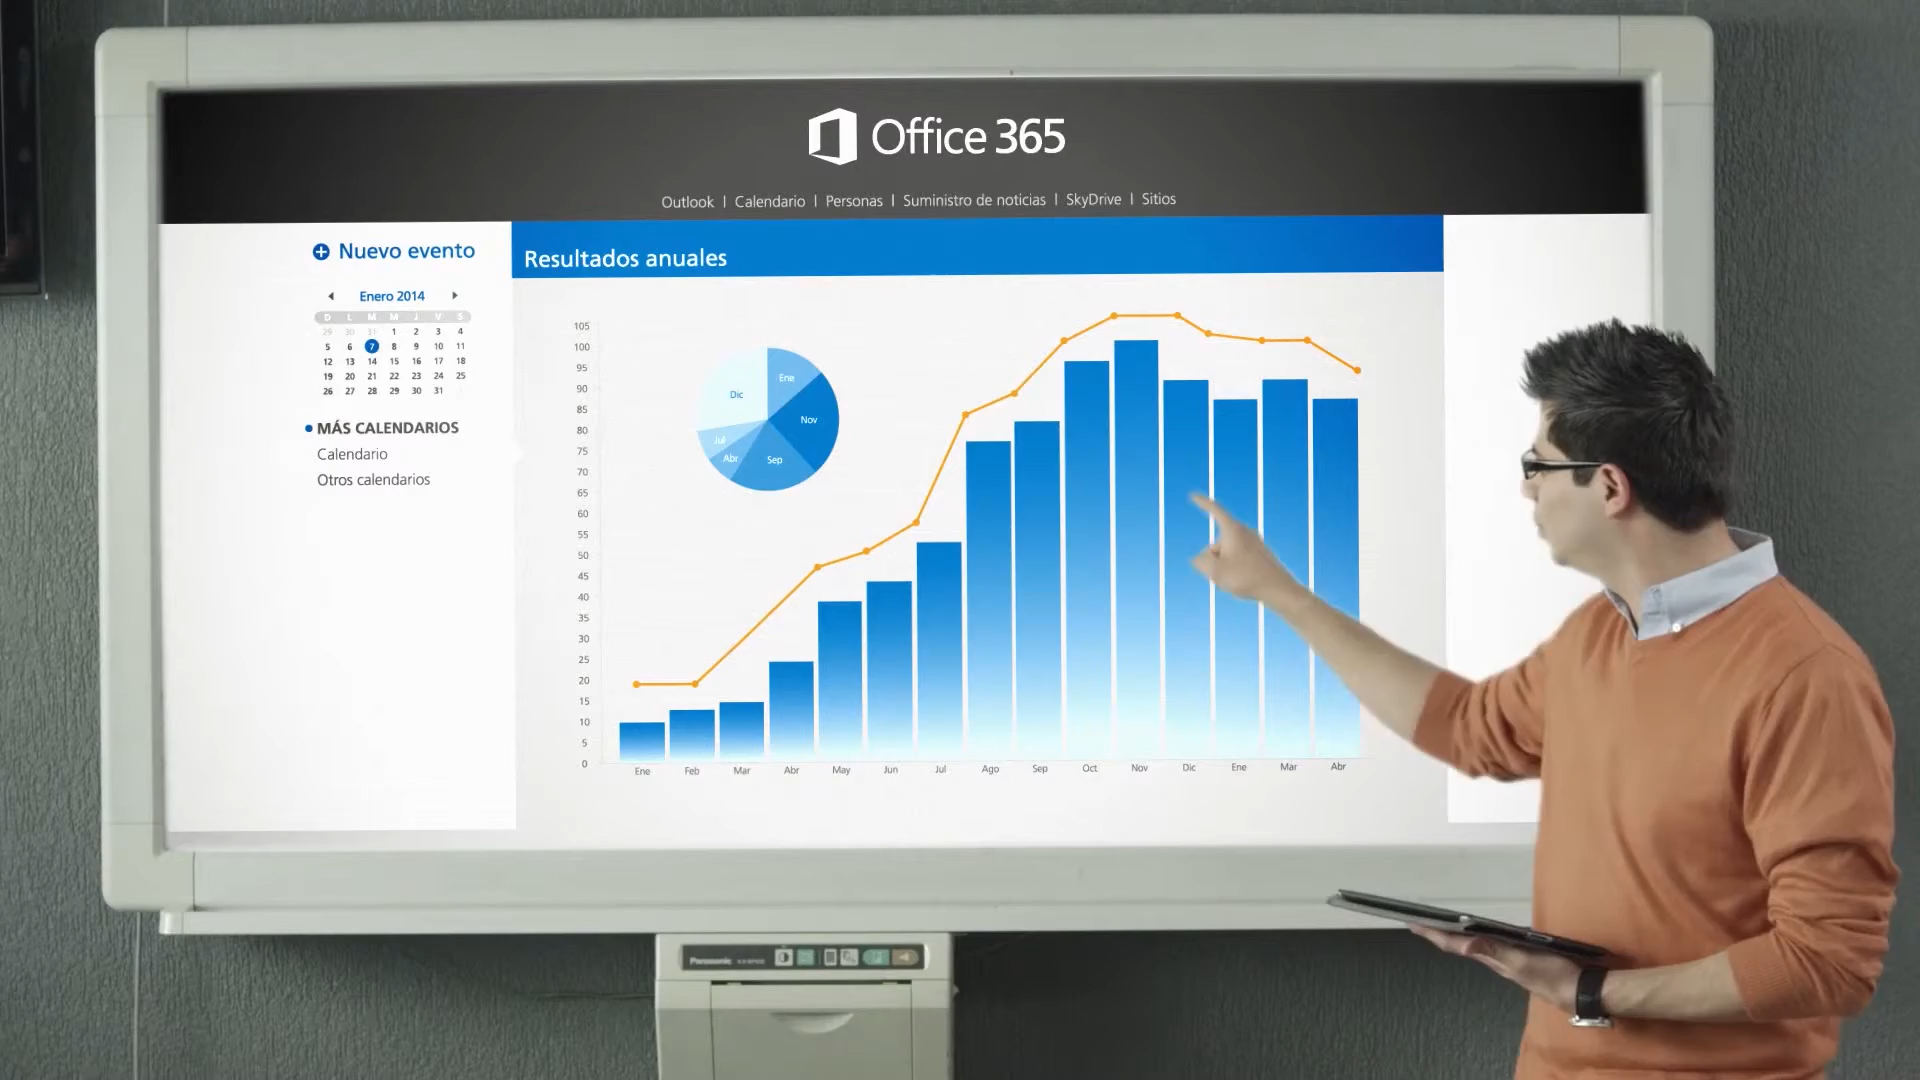 Office 365
Outlook | Calendario | Personas | Suministro de noticias | SkyDrive | Sitios
Nuevo evento
Enero 2014
D L M M J V S
29 30 31 1 2 3 4
5 6 7 8 9 10 11
12 13 14 15 16 17 18
19 20 21 22 23 24 25
26 27 28 29 30 31
MÁS CALENDARIOS
Calendario
Otros calendarios
Resultados anuales
Ene
Dic
Nov
Jul
Abr
Sep
105
100
95
90
85
80
75
70
65
60
55
50
45
40
35
30
25
20
15
10
5
0
Ene Feb Mar Abr May Jun Jul Ago Sep Oct Nov Dic Ene Mar Abr
Panasonic